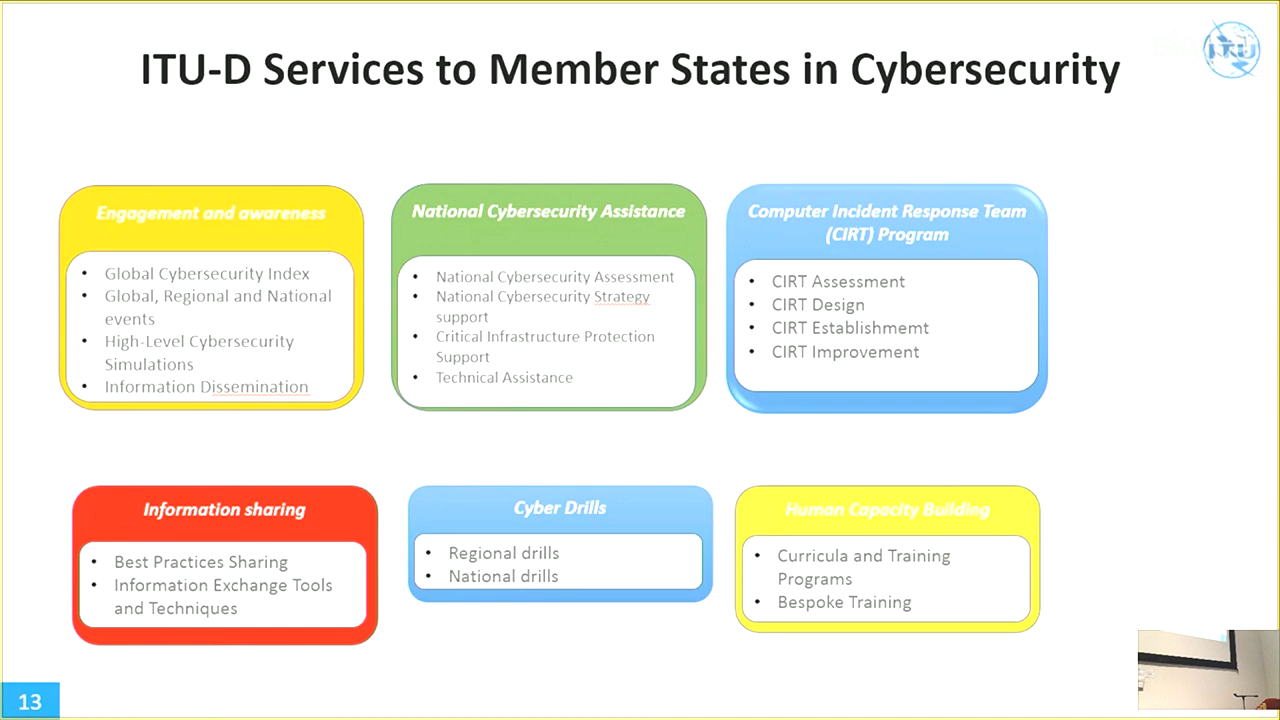 ITU-D Services to Member States in Cybersecurity
ITU
Engagement and awareness
• Global Cybersecurity Index
• Global, Regional and National
events
• High-Level Cybersecurity
Simulations
• Information Dissemination
National Cybersecurity Assistance
• National Cybersecurity Assessment
• National Cybersecurity Strategy
support
• Critical Infrastructure Protection
Support
• Technical Assistance
Computer Incident Response Team
(CIRT) Program
• CIRT Assessment
• CIRT Design
• CIRT Establishmemt
• CIRT Improvement
Information sharing
• Best Practices Sharing
• Information Exchange Tools
and Techniques
Cyber Drills
• Regional drills
• National drills
Human Capacity Building
• Curricula and Training
Programs
• Bespoke Training
13